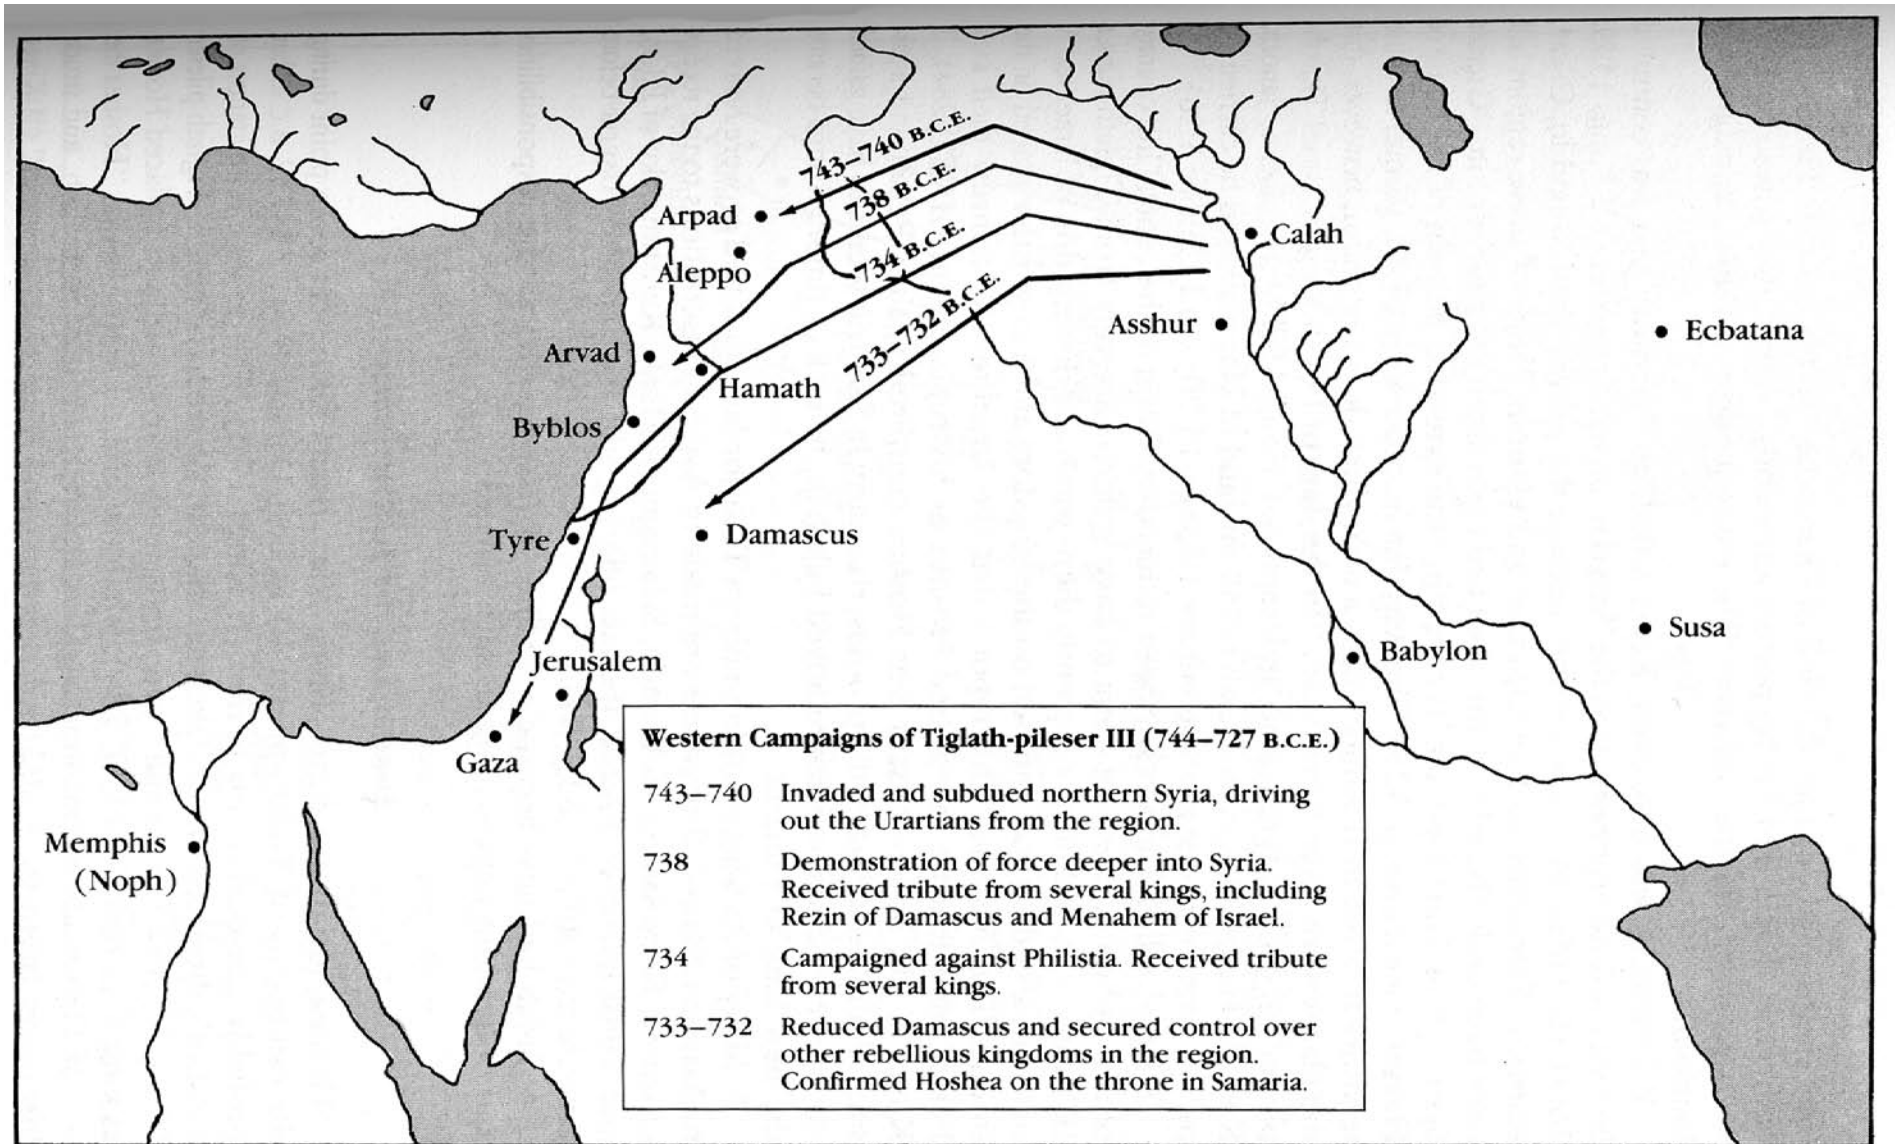 743–740 B.C.E.
738 B.C.E.
734 B.C.E.
733–732 B.C.E.
Arpad
Aleppo
Calah
Asshur
Ecbatana
Arvad
Hamath
Byblos
Tyre
Damascus
Susa
Babylon
Jerusalem
Gaza
Memphis
(Noph)
Western Campaigns of Tiglath-pileser III (744–727 B.C.E.)
743–740 Invaded and subdued northern Syria, driving
out the Urartians from the region.
738 Demonstration of force deeper into Syria.
Received tribute from several kings, including
Rezin of Damascus and Menahem of Israel.
734 Campaigned against Philistia. Received tribute
from several kings.
733–732 Reduced Damascus and secured control over
other rebellious kingdoms in the region.
Confirmed Hoshea on the throne in Samaria.